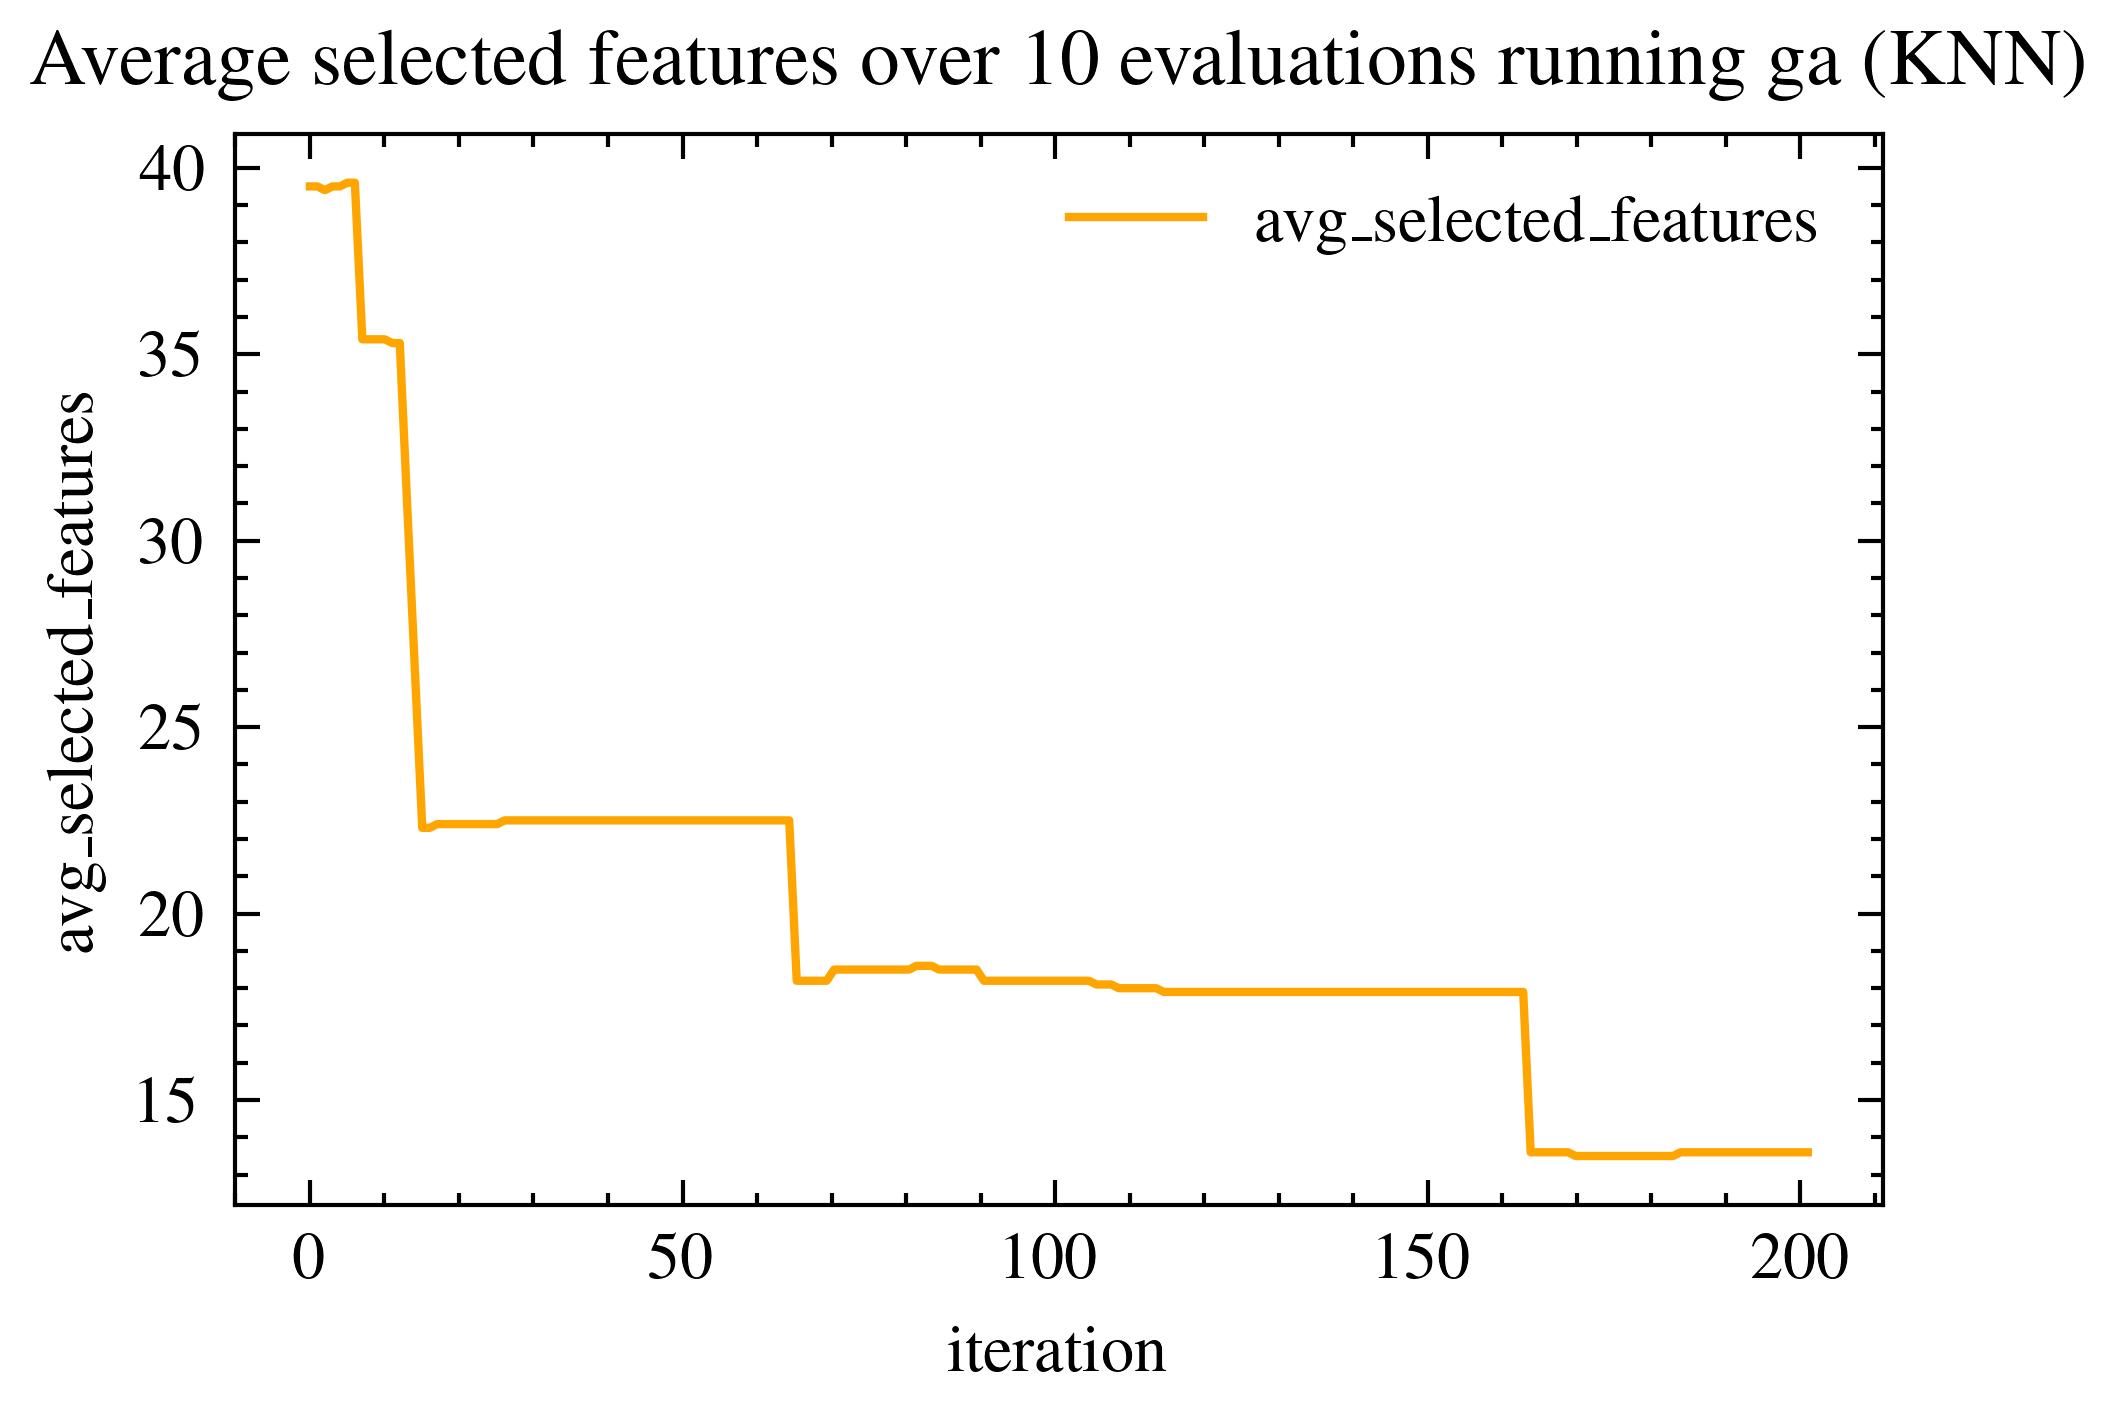 Average selected features over 10 evaluations running ga (KNN)
avg_selected_features
40
35
30
25
20
15
avg_selected_features
0 50 100 150 200
iteration